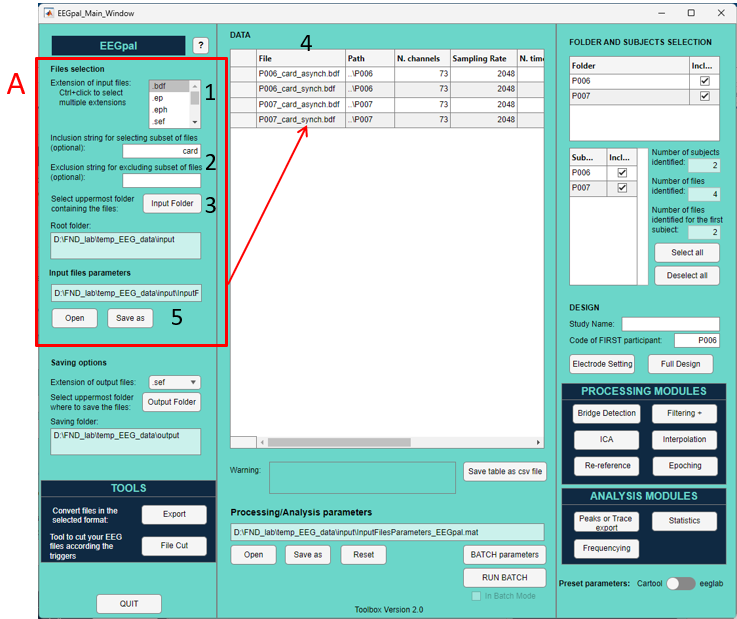 EEGpal_Main_Window
EEGpal
?
A
Files selection
Extension of input files:
Ctrl+click to select
multiple extensions
.bdf
.ep
.eph
.sef
1
Inclusion string for selecting subset of files
(optional):
card
2
Exclusion string for excluding subset of files
(optional):
Select uppermost folder
containing the files:
Input Folder
3
Root folder:
D:\FND_lab\temp_EEG_data\input
Input files parameters
D:\FND_lab\temp_EEG_data\input\InputF
Open
Save as
5
Saving options
Extension of output files:
.sef
Select uppermost folder
where to save the files:
Output Folder
Saving folder:
D:\FND_lab\temp_EEG_data\output
TOOLS
Convert files in the
selected format:
Export
Tool to cut your EEG
files according the
triggers
File Cut
QUIT
DATA
4
File Path N. channels Sampling Rate N. time
P006_card_asynch.bdf ..\P006 73 2048
P006_card_synch.bdf ..\P006 73 2048
P007_card_asynch.bdf ..\P007 73 2048
P007_card_synch.bdf ..\P007 73 2048
Warning:
Save table as csv file
Processing/Analysis parameters
D:\FND_lab\temp_EEG_data\input\InputFilesParameters_EEGpal.mat
Open
Save as
Reset
BATCH parameters
RUN BATCH
In Batch Mode
Toolbox Version 2.0
FOLDER AND SUBJECTS SELECTION
Folder Incl...
P006
P007
Sub... Incl...
P006
P007
Number of subjects
identified:
2
Number of files
identified:
4
Number of files
identified for the first
subject:
2
Select all
Deselect all
DESIGN
Study Name:
Code of FIRST participant:
P006
Electrode Setting
Full Design
PROCESSING MODULES
Bridge Detection
Filtering +
ICA
Interpolation
Re-reference
Epoching
ANALYSIS MODULES
Peaks or Trace
export
Statistics
Frequencying
Preset parameters:
Cartool
eeglab